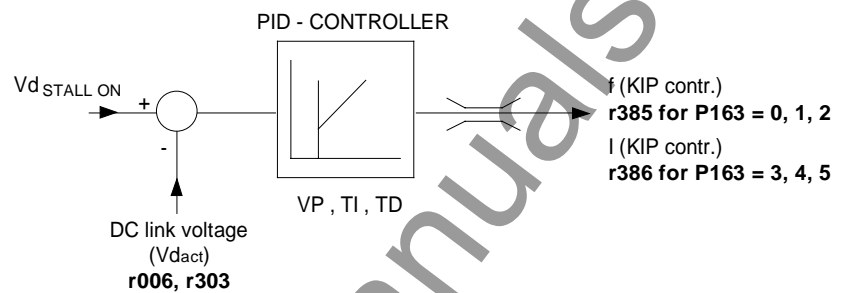 PID - CONTROLLER
Vd STALL ON
+
-
f (KIP contr.)
r385 for P163 = 0, 1, 2
I (KIP contr.)
r386 for P163 = 3, 4, 5
VP , TI , TD
DC link voltage
(Vdact)
r006, r303
manuals